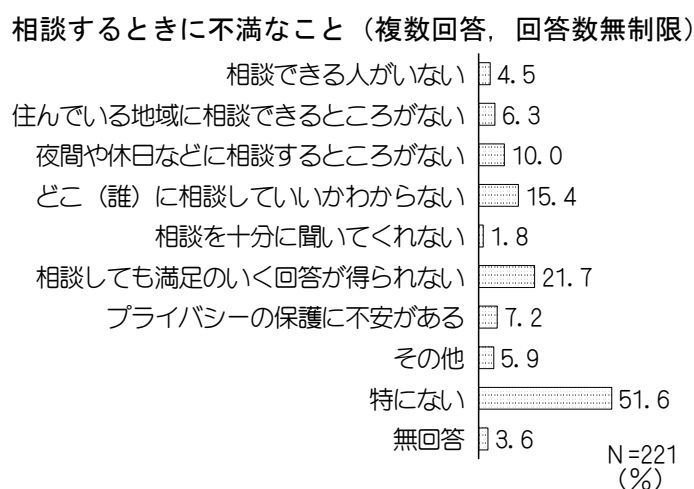 相談するときに不満なこと（複数回答，回答数無制限）
相談できる人がいない 4.5
住んでいる地域に相談できるところがない 6.3
夜間や休日などに相談するところがない 10.0
どこ（誰）に相談していいかわからない 15.4
相談を十分に聞いてくれない 1.8
相談しても満足のいく回答が得られない 21.7
プライバシーの保護に不安がある 7.2
その他 5.9
特にない 51.6
無回答 3.6
N=221
（％）